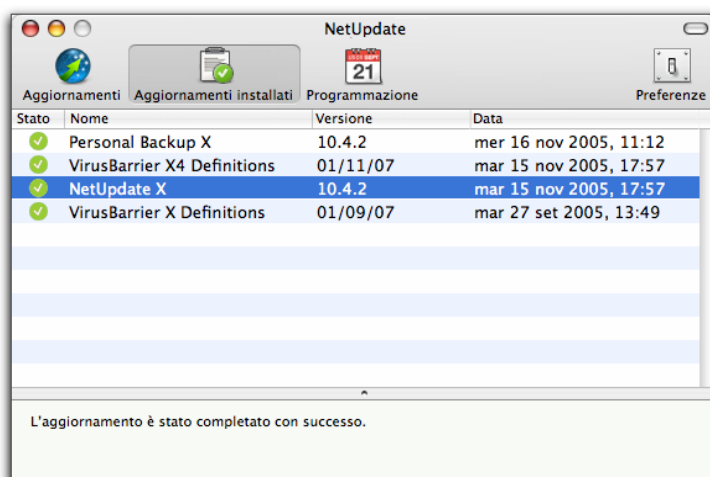 NetUpdate
21
Aggiornamenti Aggiornamenti installati Programmazione Preferenze
Stato Nome Versione Data
Personal Backup X 10.4.2 mer 16 nov 2005, 11:12
VirusBarrier X4 Definitions 01/11/07 mar 15 nov 2005, 17:57
NetUpdate X 10.4.2 mar 15 nov 2005, 17:57
VirusBarrier X Definitions 01/09/07 mar 27 set 2005, 13:49
L'aggiornamento è stato completato con successo.